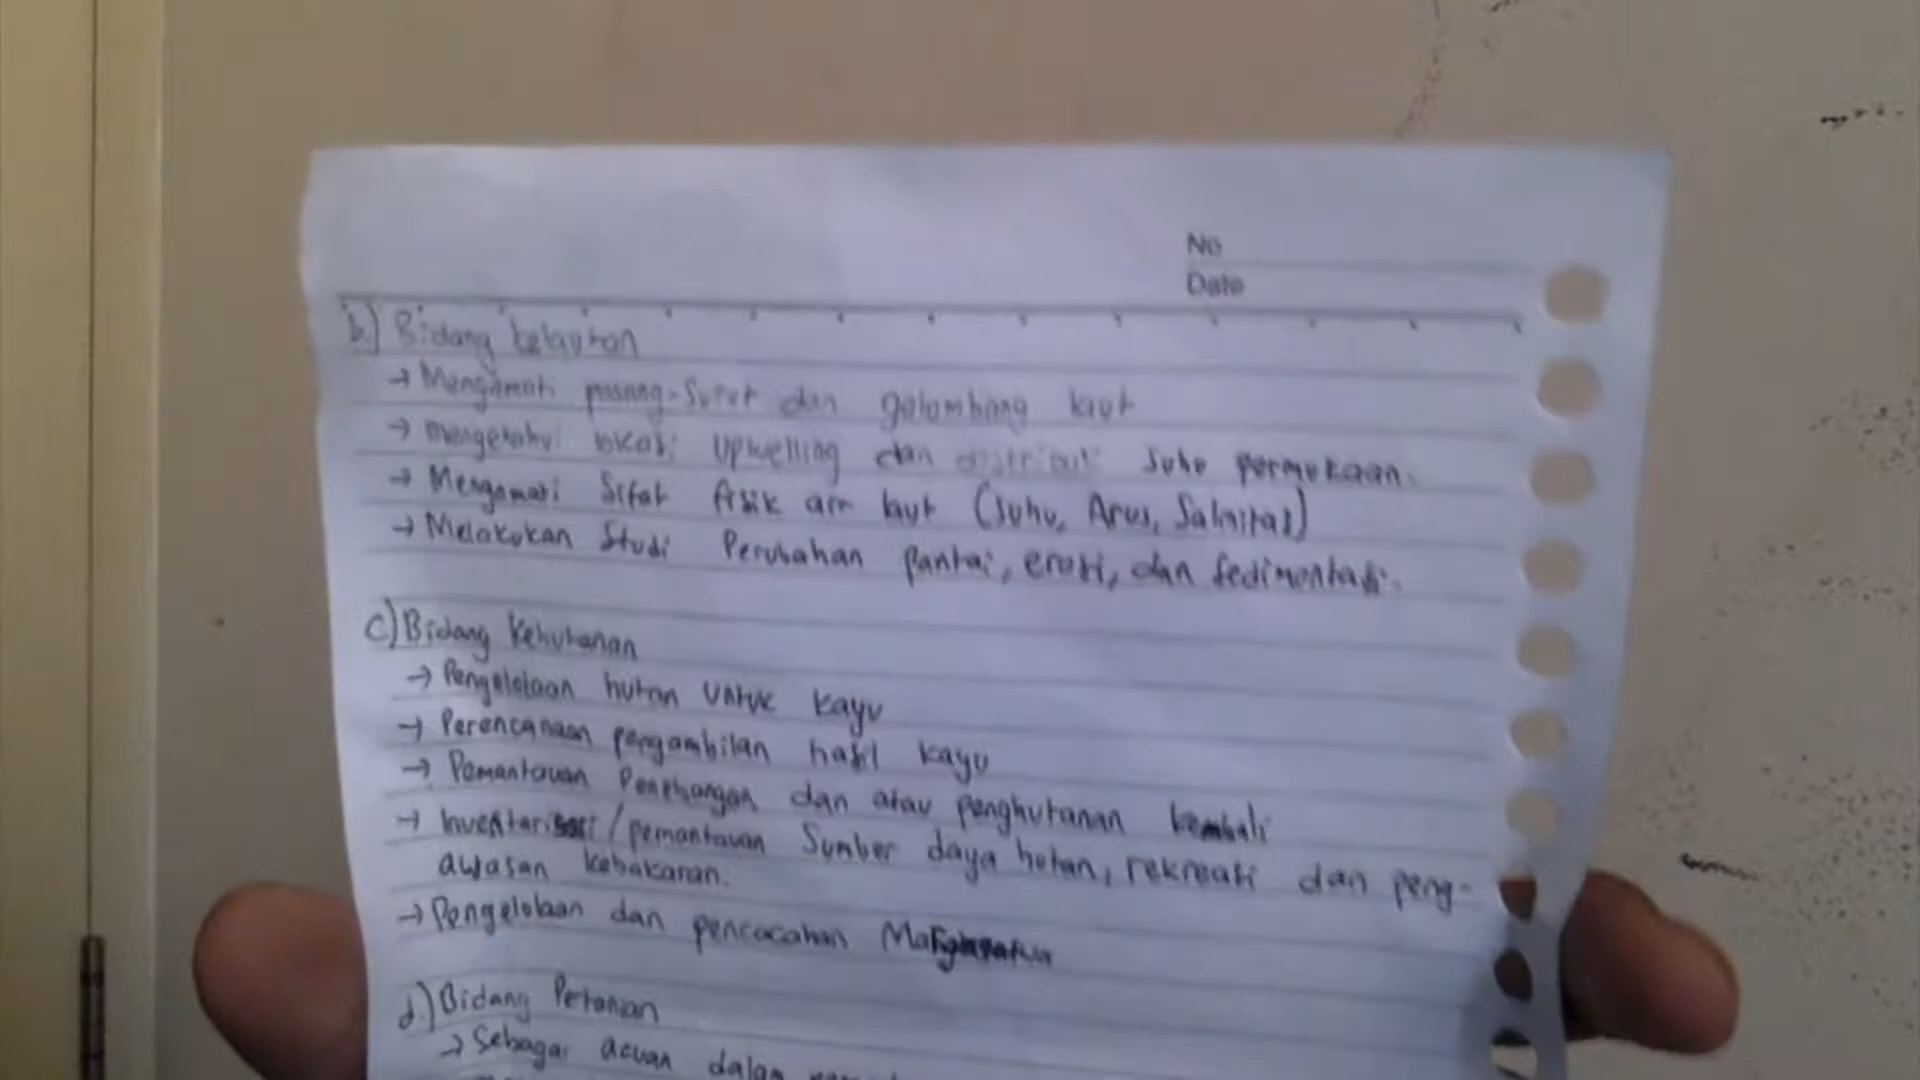 No
Date
b.) Bidang kelautan
→ Mengamati pasang-surut dan gelombang laut
→ mengetahui lokasi upwelling dan distribusi suhu permukaan.
→ Mengamati Sifat fisik air laut (suhu, Arus, Salinitas)
→ Melakukan Studi Perubahan pantai, erosi, dan sedimentasi.
c) Bidang Kehutanan
→ Pengelolaan hutan untuk kayu
→ Perencanaan pengambilan hasil kayu
→ Pemantauan Penebangan dan atau penghutanan kembali
→ Inventarisasi / pemantauan Sumber daya hutan, rekreasi dan peng-
awasan kebakaran.
→ Pengelolaan dan pencacahan
d.) Bidang Petanian
→ Sebagai acuan dalam